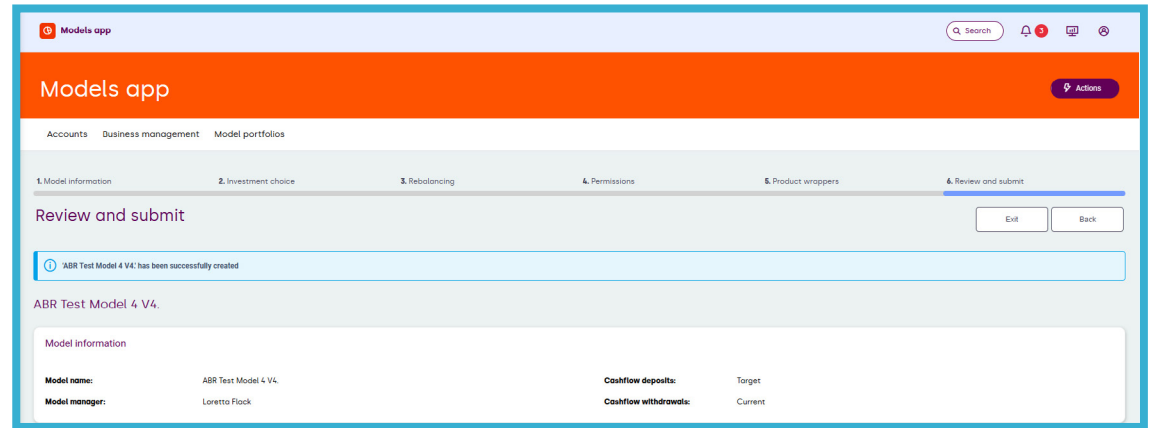 Models app
Search
3
Models app
Actions
Accounts Business management Model portfolios
1. Model information 2. Investment choice 3. Rebalancing 4. Permissions 5. Product wrappers 6. Review and submit
Review and submit
Exit Back
'ABR Test Model 4 V4.' has been successfully created
ABR Test Model 4 V4.
Model information
Model name: ABR Test Model 4 V4. Cashflow deposits: Target
Model manager: Loretta Flock Cashflow withdrawals: Current